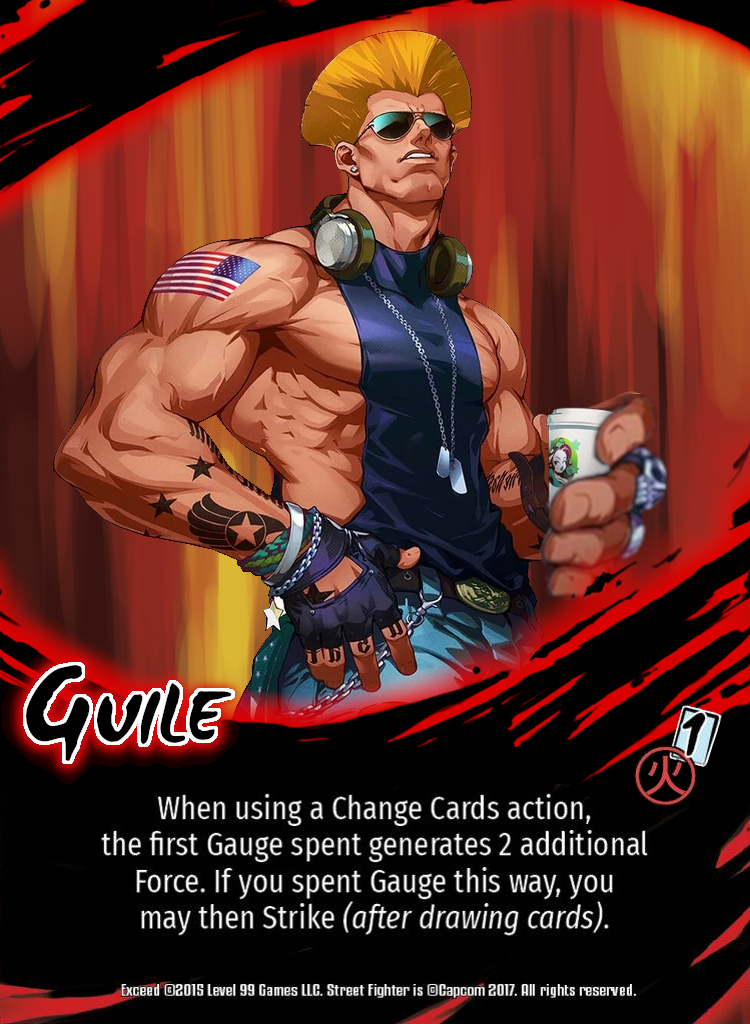 GUILE
1
火
When using a Change Cards action,
the first Gauge spent generates 2 additional
Force. If you spent Gauge this way, you
may then Strike (after drawing cards).
Exceed ©2015 Level 99 Games LLC. Street Fighter is ©Capcom 2017. All rights reserved.